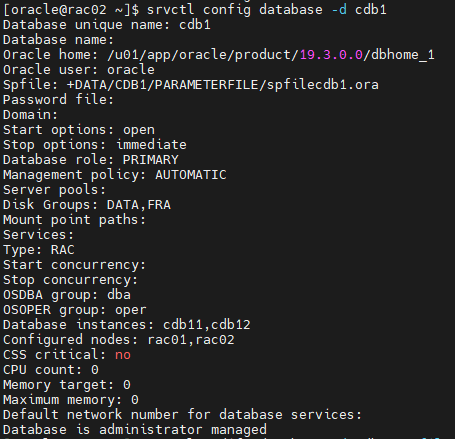 [oracle@rac02 ~]$ srvctl config database -d cdb1
Database unique name: cdb1
Database name:
Oracle home: /u01/app/oracle/product/19.3.0.0/dbhome_1
Oracle user: oracle
Spfile: +DATA/CDB1/PARAMETERFILE/spfilecdb1.ora
Password file:
Domain:
Start options: open
Stop options: immediate
Database role: PRIMARY
Management policy: AUTOMATIC
Server pools:
Disk Groups: DATA,FRA
Mount point paths:
Services:
Type: RAC
Start concurrency:
Stop concurrency:
OSDBA group: dba
OSOPER group: oper
Database instances: cdb11,cdb12
Configured nodes: rac01,rac02
CSS critical: no
CPU count: 0
Memory target: 0
Maximum memory: 0
Default network number for database services:
Database is administrator managed